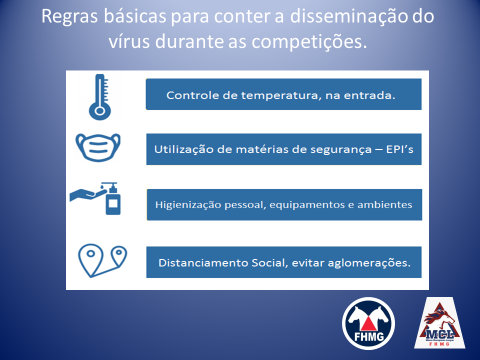 Regras básicas para conter a disseminação do
vírus durante as competições.
Controle de temperatura, na entrada.
Utilização de matérias de segurança – EPI's
Higienização pessoal, equipamentos e ambientes
Distanciamento Social, evitar aglomerações.
FHMG
MCL
FHMG